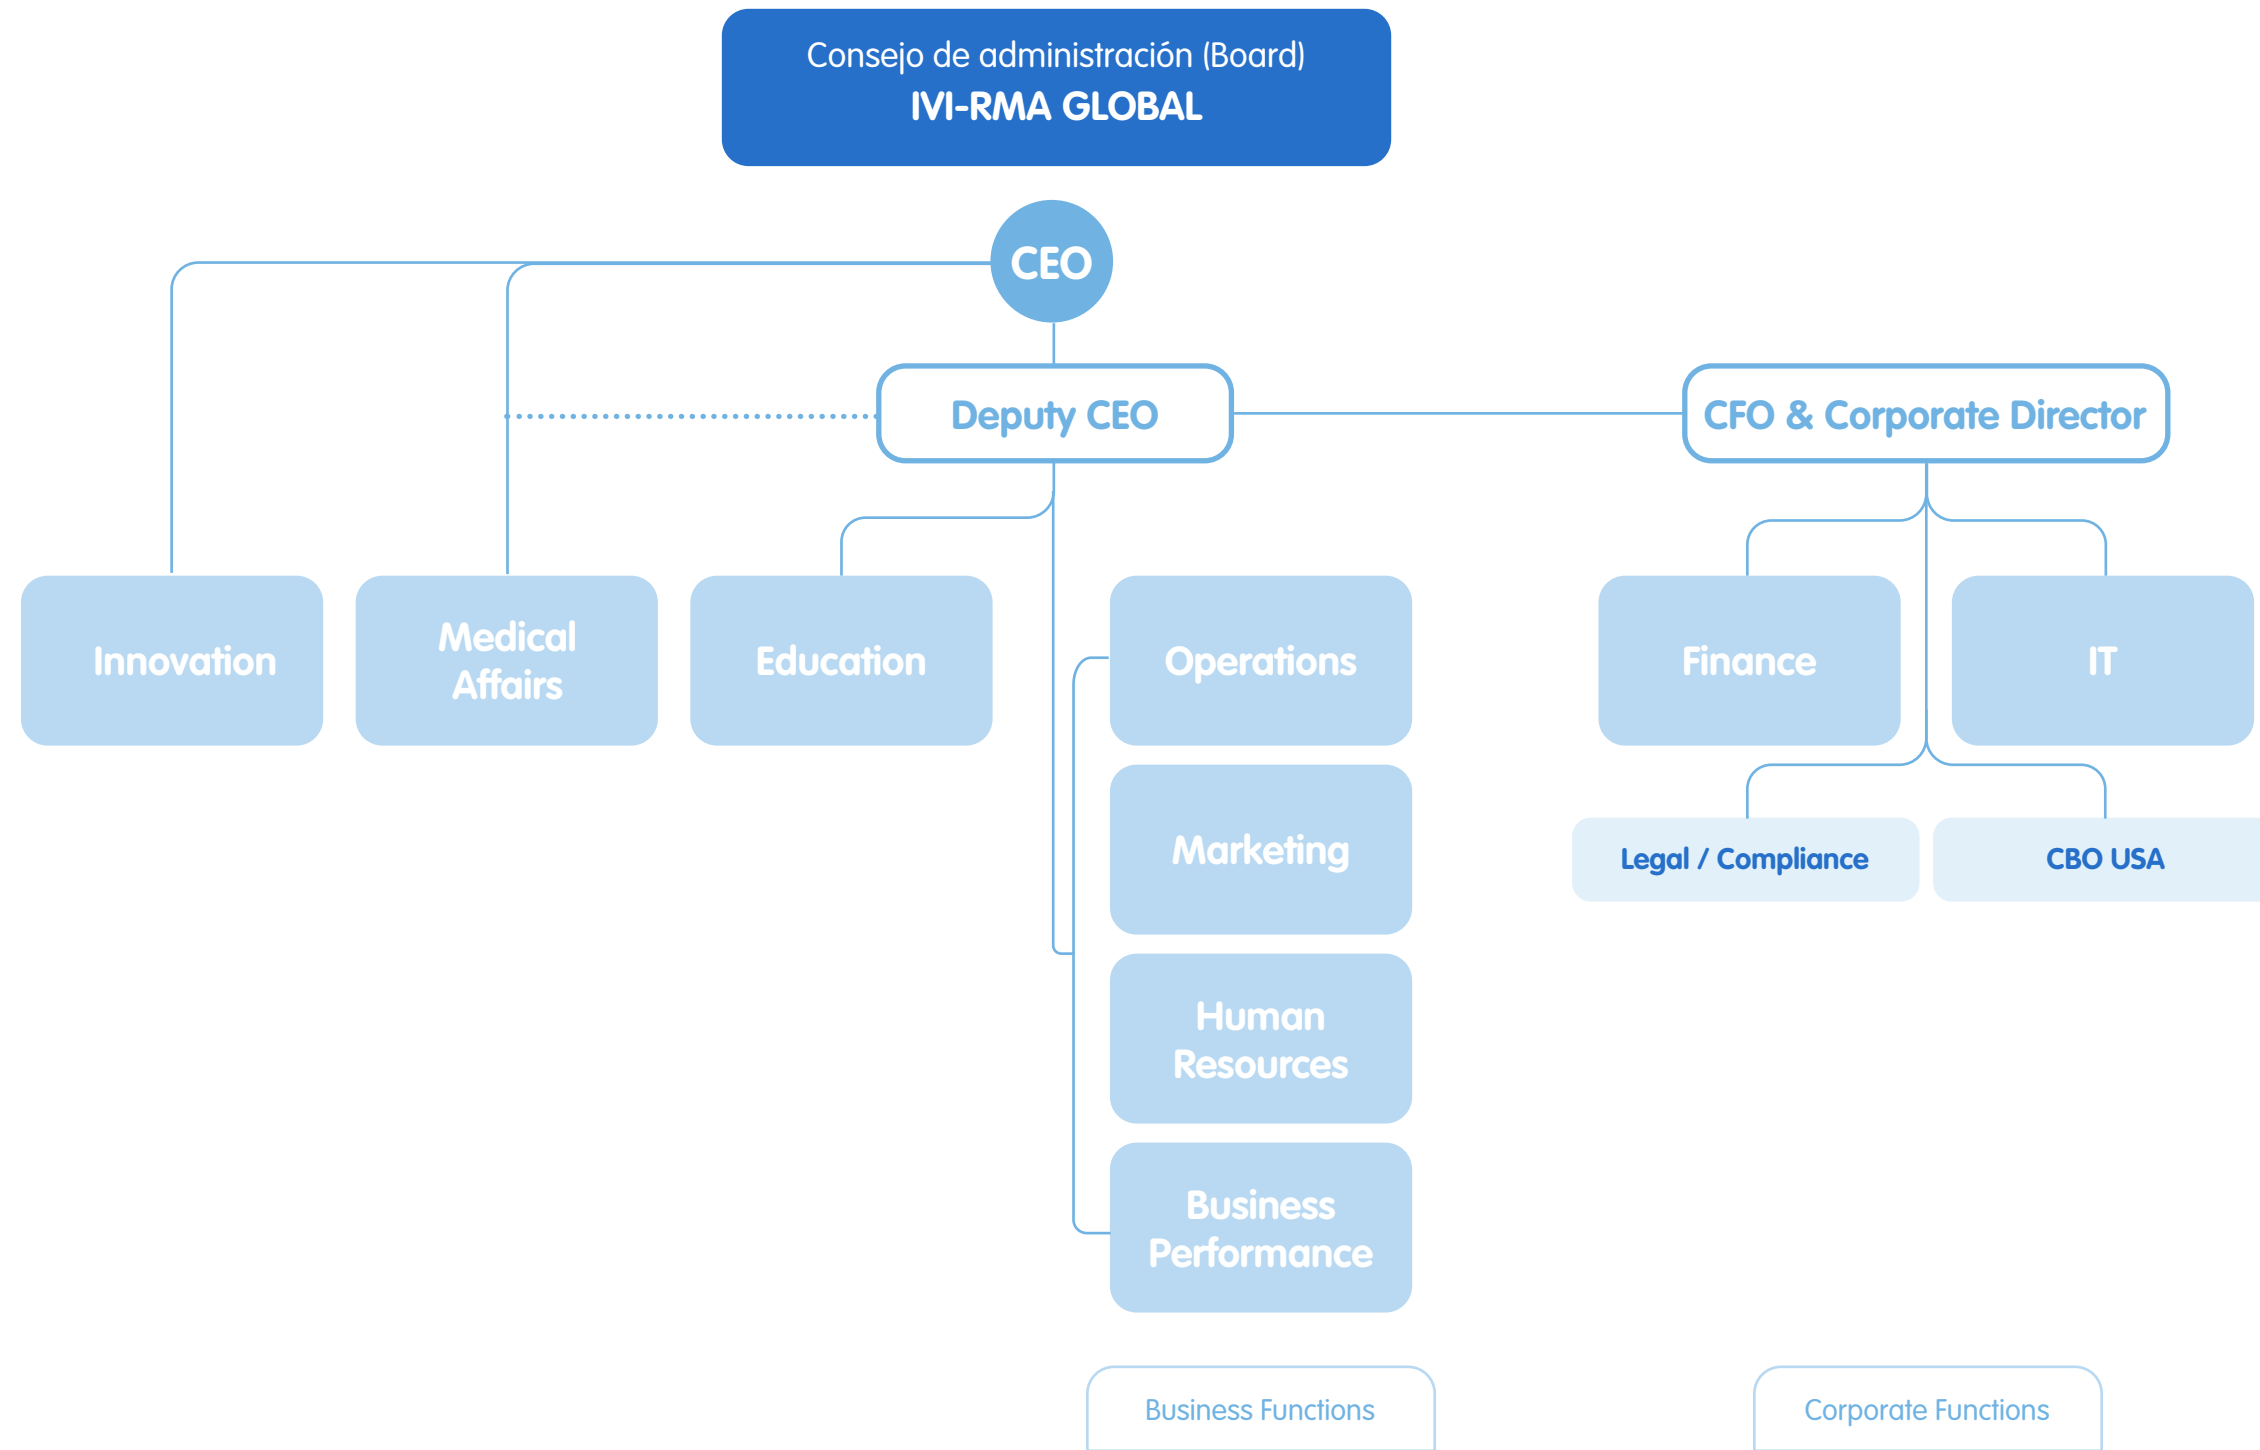 Consejo de administración (Board)
IVI-RMA GLOBAL
CEO
Deputy CEO
CFO & Corporate Director
Innovation
Medical
Affairs
Education
Operations
Finance
IT
Marketing
Legal / Compliance
CBO USA
Human
Resources
Business
Performance
Business Functions
Corporate Functions